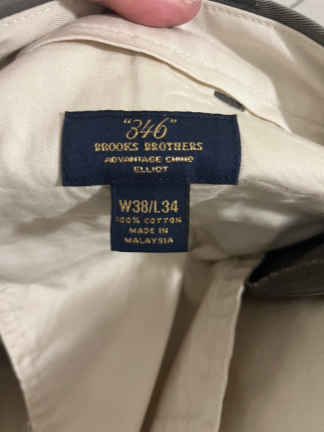 "346"
BROOKS BROTHERS
ADVANTAGE CHINO
ELLIOT
W38/L34
100% COTTON
MADE IN
MALAYSIA